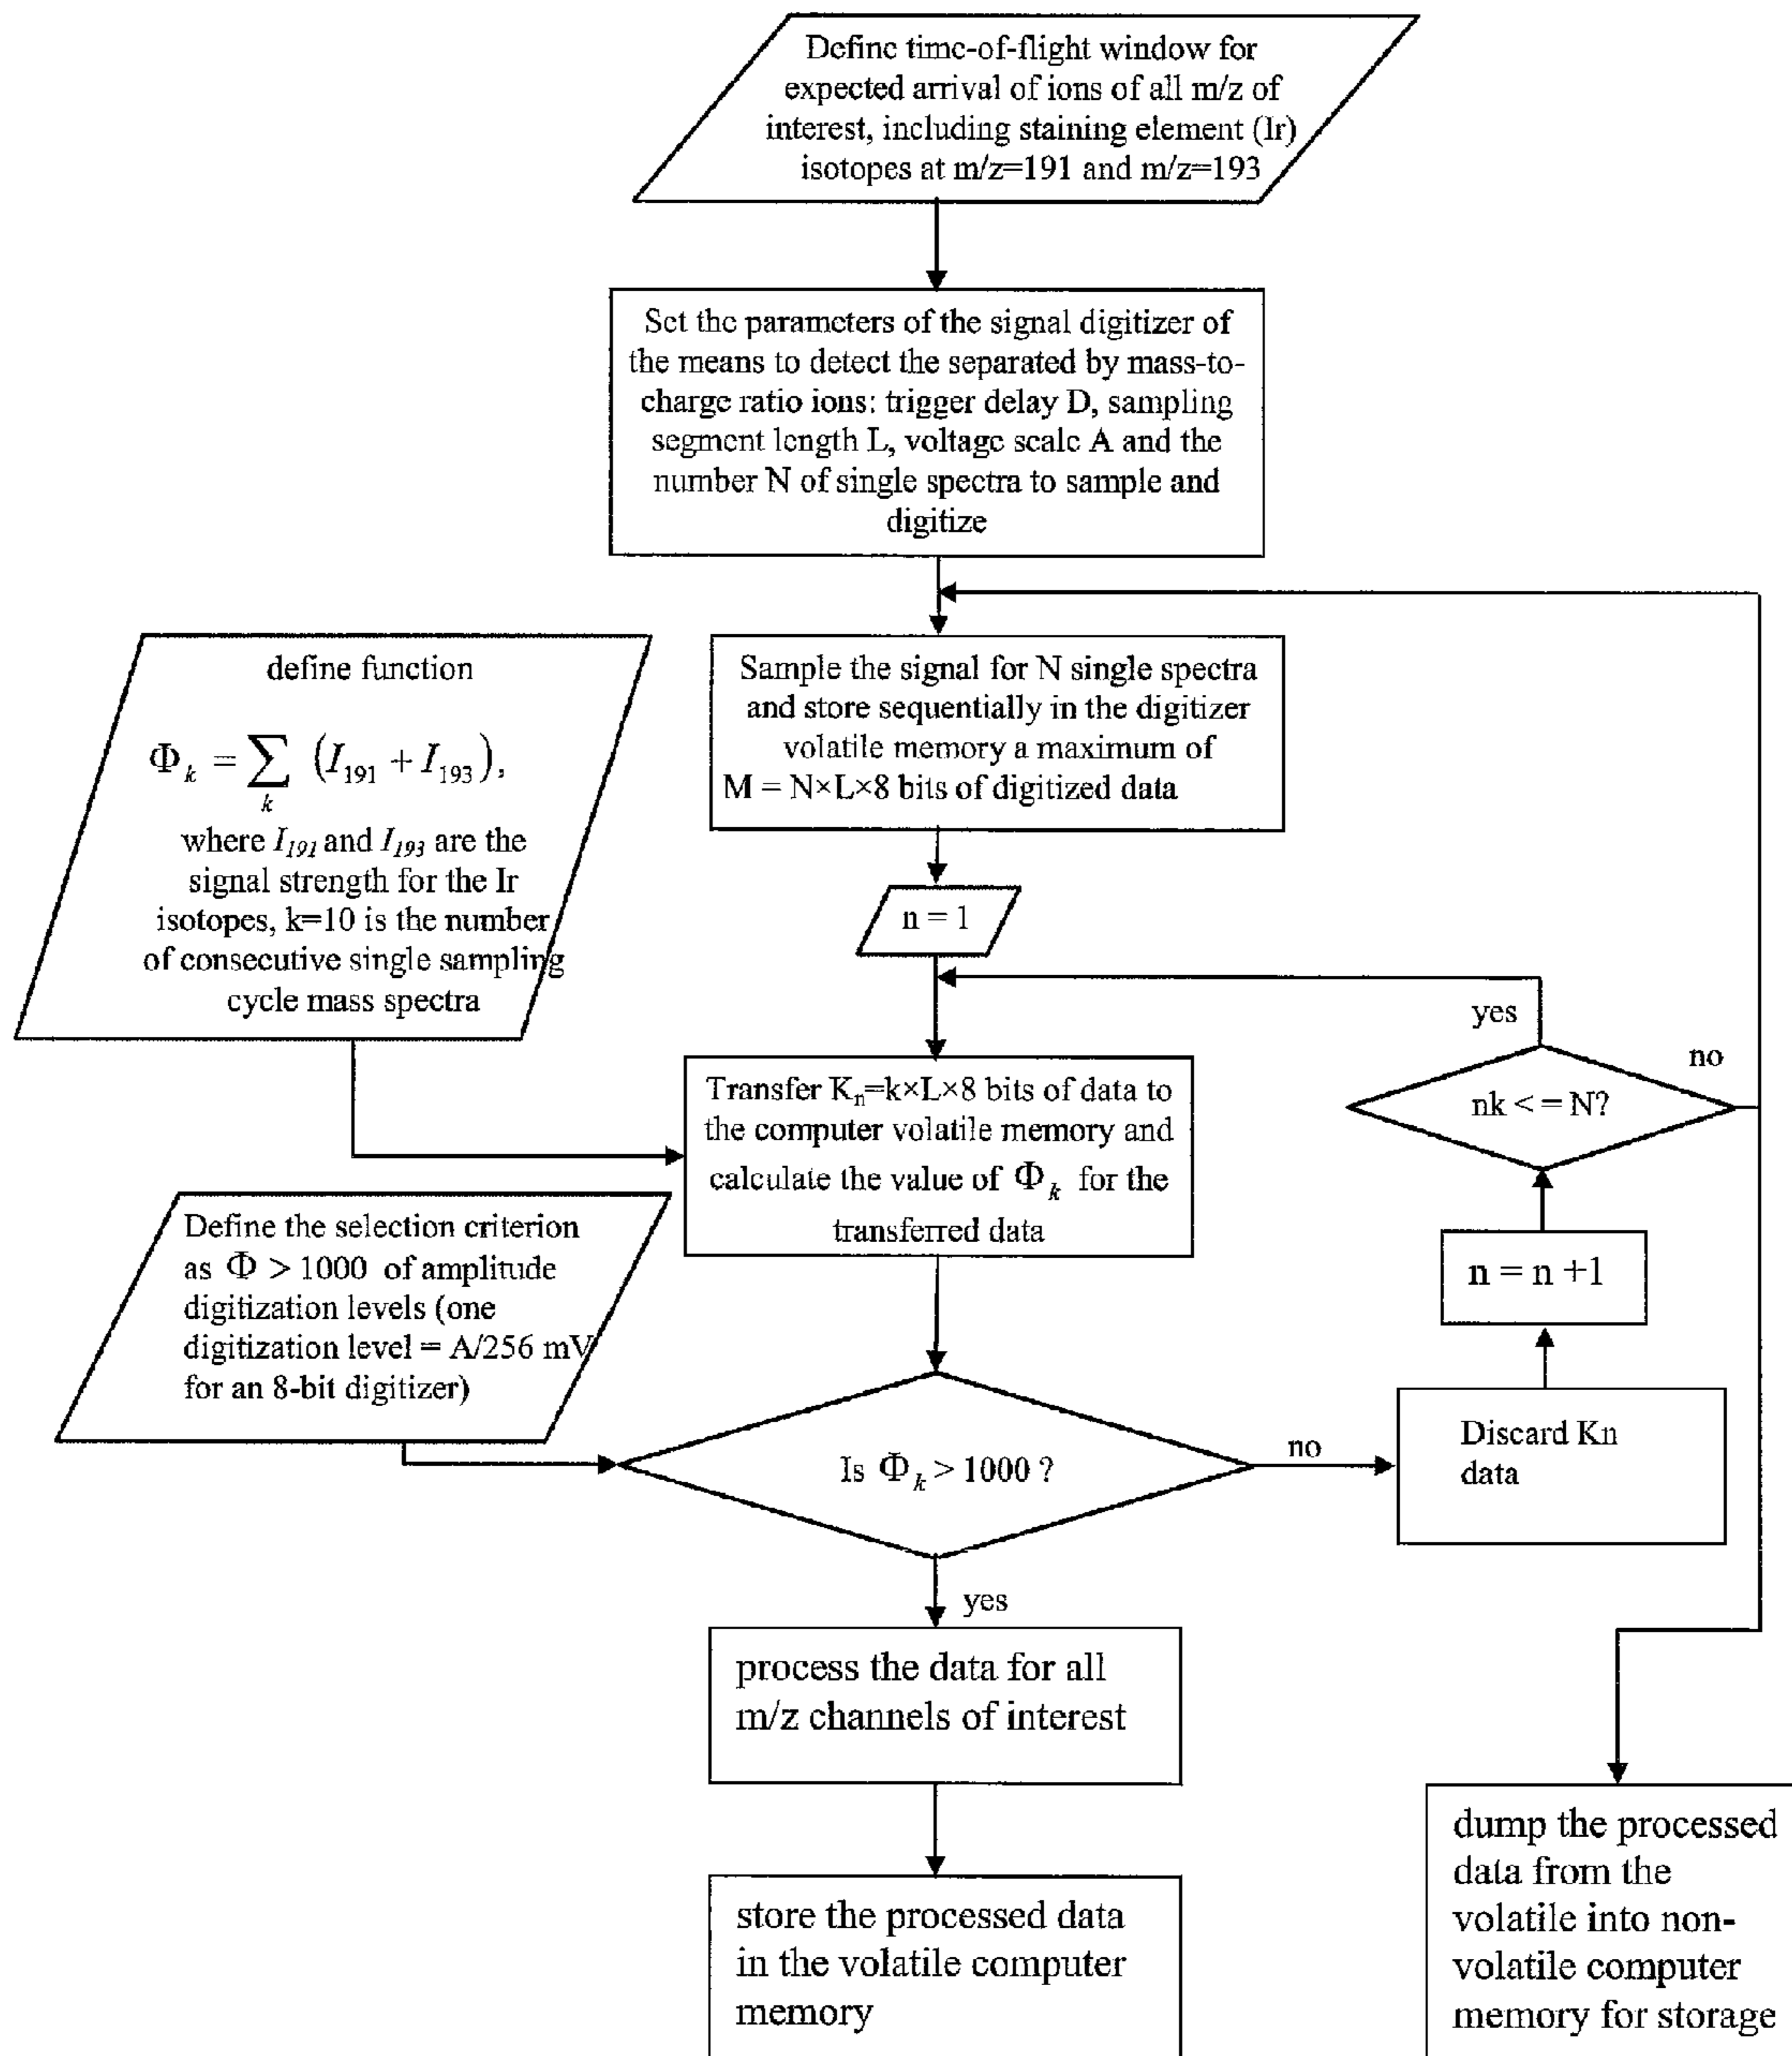 Define time-of-flight window for
expected arrival of ions of all m/z of
interest, including staining element (Ir)
isotopes at m/z=191 and m/z=193
Set the parameters of the signal digitizer of
the means to detect the separated by mass-to-
charge ratio ions: trigger delay D, sampling
segment length L, voltage scale A and the
number N of single spectra to sample and
digitize
define function
Φk = ∑k (I191 + I193),
where I191 and I193 are the
signal strength for the Ir
isotopes, k=10 is the number
of consecutive single sampling
cycle mass spectra
Sample the signal for N single spectra
and store sequentially in the digitizer
volatile memory a maximum of
M = N×L×8 bits of digitized data
n = 1
yes
no
nk < = N?
Transfer Kn=k×L×8 bits of data to
the computer volatile memory and
calculate the value of Φk for the
transferred data
n = n +1
Define the selection criterion
as Φ > 1000 of amplitude
digitization levels (one
digitization level = A/256 mV
for an 8-bit digitizer)
Is Φk > 1000 ?
no
Discard Kn
data
yes
process the data for all
m/z channels of interest
store the processed data
in the volatile computer
memory
dump the processed
data from the
volatile into non-
volatile computer
memory for storage